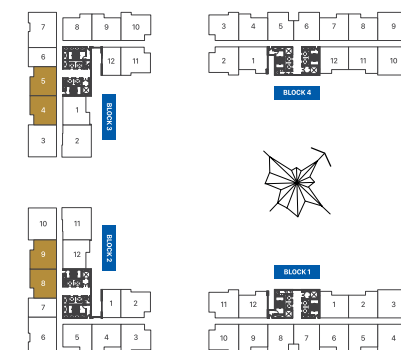 7 8 9 10
3 4 5 6 7 8 9
6 12 11
2 1 12 11 10
5
BLOCK 4
4 1
BLOCK 3
3 2
10 11
BLOCK 2
9 12
BLOCK 1
8
7 1 2
11 12 1 2 3
6 5 4 3
10 9 8 7 6 5 4